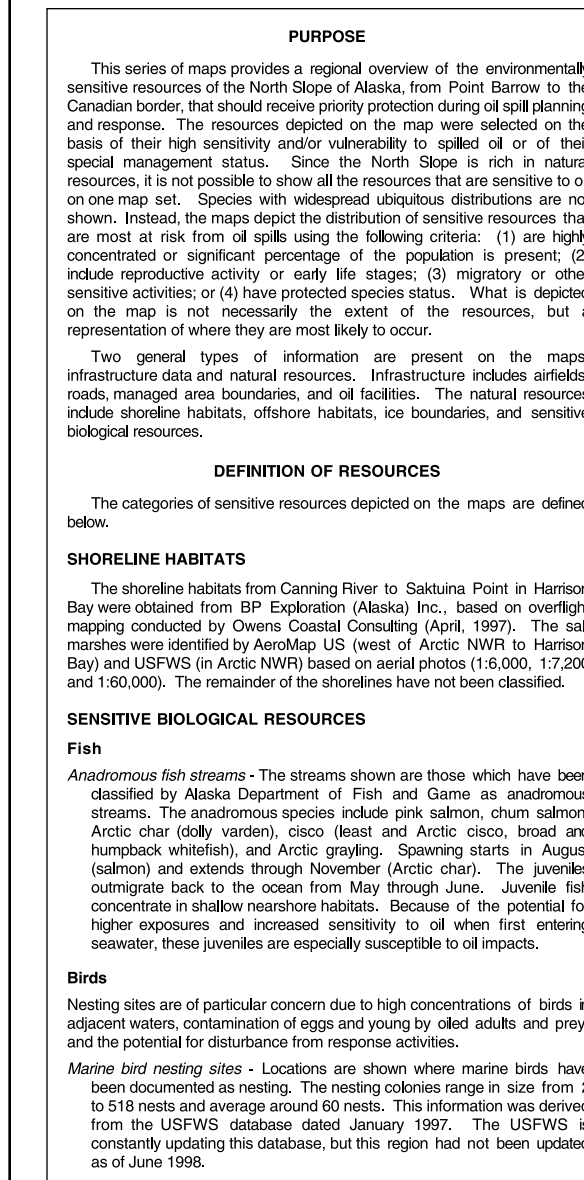 PURPOSE
This series of maps provides a regional overview of the environmentally
sensitive resources of the North Slope of Alaska, from Point Barrow to the
Canadian border, that should receive priority protection during oil spill planning
and response. The resources depicted on the map were selected on the
basis of their high sensitivity and/or vulnerability to spilled oil or of their
special management status. Since the North Slope is rich in natura
resources, it is not possible to show all the resources that are sensitive to o
on one map set. Species with widespread ubiquitous distributions are no
shown. Instead, the maps depict the distribution of sensitive resources tha
are most at risk from oil spills using the following criteria: (1) are highly
concentrated or significant percentage of the population is present; (2
include reproductive activity or early life stages; (3) migratory or othe
sensitive activities; or (4) have protected species status. What is depicted
on the map is not necessarily the extent of the resources, but a
representation of where they are most likely to occur.
Two general types of information are present on the maps
infrastructure data and natural resources. Infrastructure includes airfields
roads, managed area boundaries, and oil facilities. The natural resources
include shoreline habitats, offshore habitats, ice boundaries, and sensitive
biological resources.
DEFINITION OF RESOURCES
The categories of sensitive resources depicted on the maps are defined
below.
SHORELINE HABITATS
The shoreline habitats from Canning River to Saktuina Point in Harrison
Bay were obtained from BP Exploration (Alaska) Inc., based on overfligh
mapping conducted by Owens Coastal Consulting (April, 1997). The sal
marshes were identified by AeroMap US (west of Arctic NWR to Harrison
Bay) and USFWS (in Arctic NWR) based on aerial photos (1:6,000, 1:7,200
and 1:60,000). The remainder of the shorelines have not been classified.
SENSITIVE BIOLOGICAL RESOURCES
Fish
Anadromous fish streams - The streams shown are those which have been
classified by Alaska Department of Fish and Game as anadromous
streams. The anadromous species include pink salmon, chum salmon
Arctic char (dolly varden), cisco (least and Arctic cisco, broad and
humpback whitefish), and Arctic grayling. Spawning starts in Augus
(salmon) and extends through November (Arctic char). The juveniles
outmigrate back to the ocean from May through June. Juvenile fish
concentrate in shallow nearshore habitats. Because of the potential for
higher exposures and increased sensitivity to oil when first entering
seawater, these juveniles are especially susceptible to oil impacts.
Birds
Nesting sites are of particular concern due to high concentrations of birds in
adjacent waters, contamination of eggs and young by oiled adults and prey
and the potential for disturbance from response activities.
Marine bird nesting sites - Locations are shown where marine birds have
been documented as nesting. The nesting colonies range in size from 2
to 518 nests and average around 60 nests. This information was derived
from the USFWS database dated January 1997. The USFWS is
constantly updating this database, but this region had not been updated
as of June 1998.